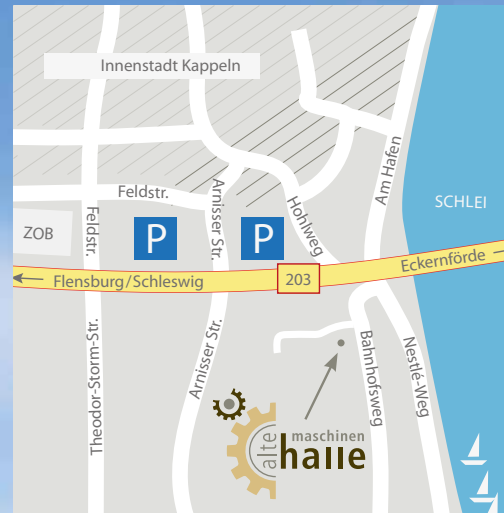 Innenstadt Kappeln
Am Hafen
SCHLEI
Feldstr.
Arnisser Str.
Hohlweg
Feldstr.
ZOB
P
P
Eckernförde
Flensburg/Schleswig
203
Theodor-Storm-Str.
Arnisser Str.
Bahnhofsweg
Nestlé-Weg
alte
maschinen
halle